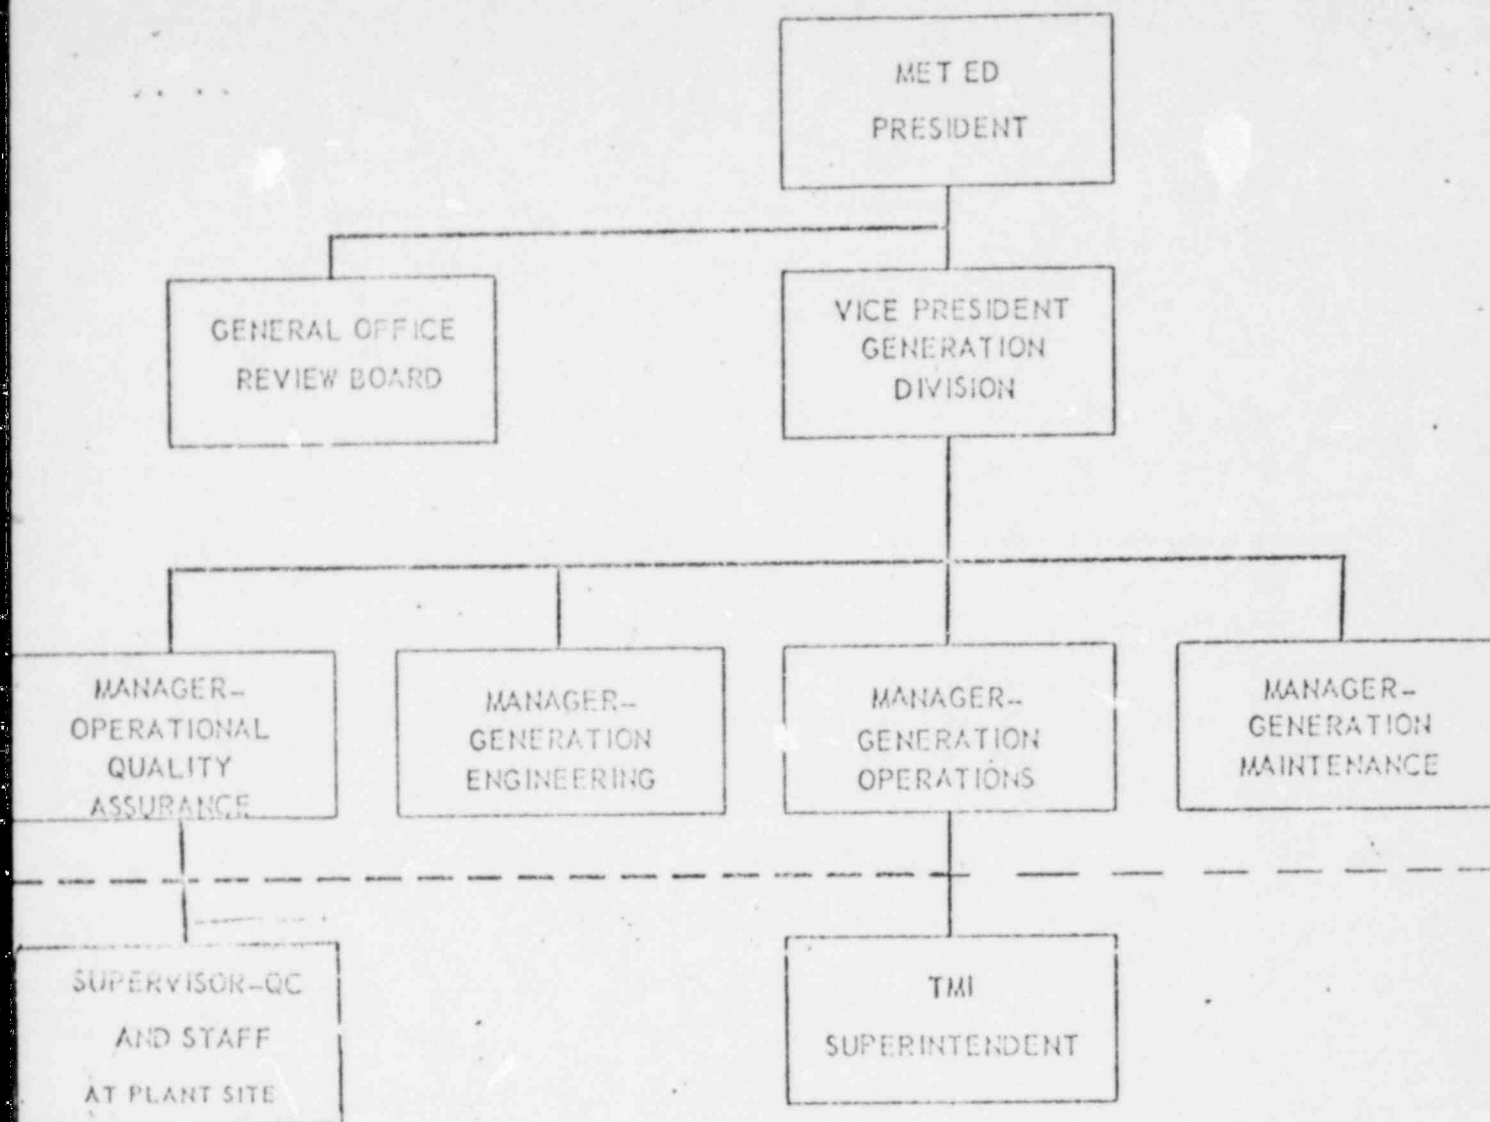 MET ED
PRESIDENT
GENERAL OFFICE
REVIEW BOARD
VICE PRESIDENT
GENERATION
DIVISION
MANAGER–
OPERATIONAL
QUALITY
ASSURANCE
MANAGER–
GENERATION
ENGINEERING
MANAGER–
GENERATION
OPERATIONS
MANAGER–
GENERATION
MAINTENANCE
SUPERVISOR–QC
AND STAFF
AT PLANT SITE
TMI
SUPERINTENDENT